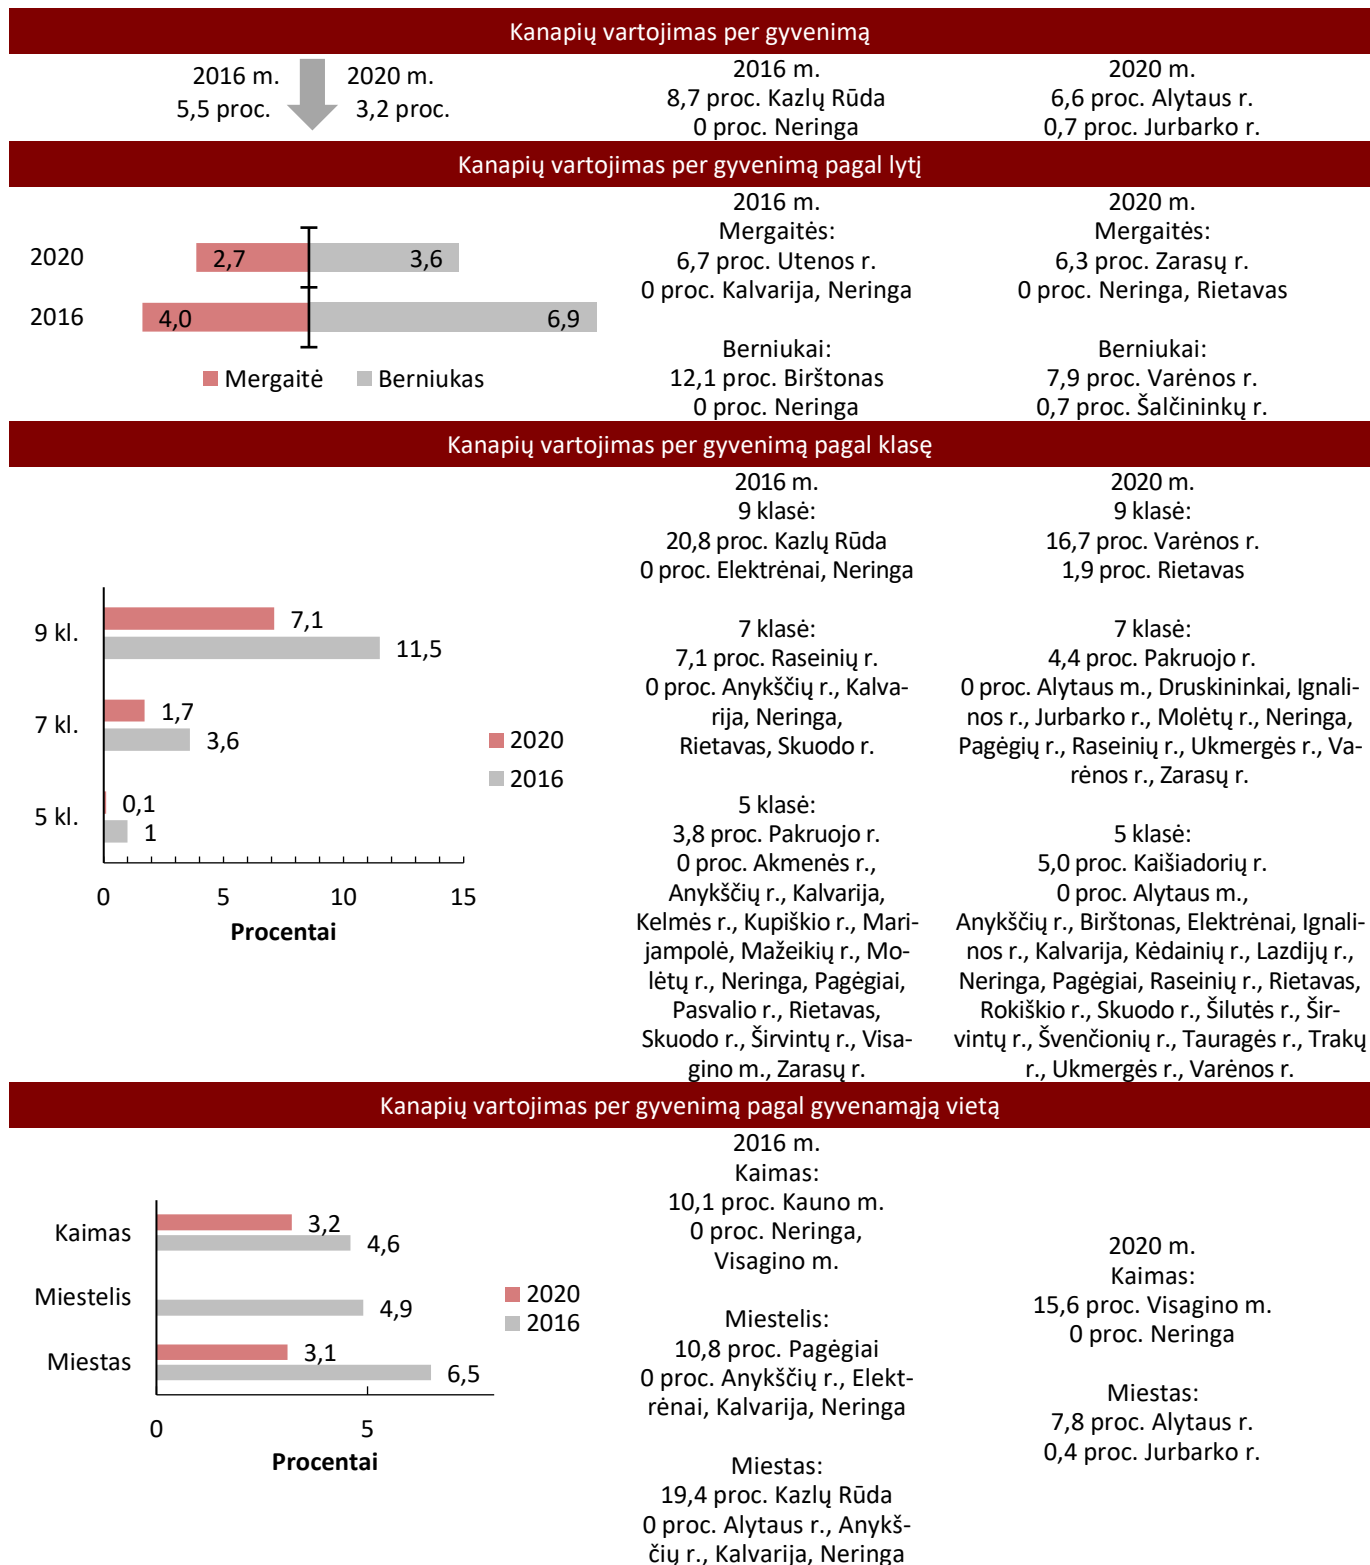 Kanapių vartojimas per gyvenimą
2016 m.
5,5 proc.
2020 m.
3,2 proc.
2016 m.
8,7 proc. Kazlų Rūda
0 proc. Neringa
2020 m.
6,6 proc. Alytaus r.
0,7 proc. Jurbarko r.
Kanapių vartojimas per gyvenimą pagal lytį
2020
2,7
3,6
2016
4,0
6,9
Mergaitė
Berniukas
2016 m.
Mergaitės:
6,7 proc. Utenos r.
0 proc. Kalvarija, Neringa
Berniukai:
12,1 proc. Birštonas
0 proc. Neringa
2020 m.
Mergaitės:
6,3 proc. Zarasų r.
0 proc. Neringa, Rietavas
Berniukai:
7,9 proc. Varėnos r.
0,7 proc. Šalčininkų r.
Kanapių vartojimas per gyvenimą pagal klasę
9 kl.
7,1
11,5
7 kl.
1,7
3,6
5 kl.
0,1
1
2020
2016
0 5 10 15
Procentai
2016 m.
9 klasė:
20,8 proc. Kazlų Rūda
0 proc. Elektrėnai, Neringa
7 klasė:
7,1 proc. Raseinių r.
0 proc. Anykščių r., Kalva-
rija, Neringa,
Rietavas, Skuodo r.
5 klasė:
3,8 proc. Pakruojo r.
0 proc. Akmenės r.,
Anykščių r., Kalvarija,
Kelmės r., Kupiškio r., Mari-
jampolė, Mažeikių r., Mo-
lėtų r., Neringa, Pagėgiai,
Pasvalio r., Rietavas,
Skuodo r., Širvintų r., Visa-
gino m., Zarasų r.
2020 m.
9 klasė:
16,7 proc. Varėnos r.
1,9 proc. Rietavas
7 klasė:
4,4 proc. Pakruojo r.
0 proc. Alytaus m., Druskininkai, Ignali-
nos r., Jurbarko r., Molėtų r., Neringa,
Pagėgių r., Raseinių r., Ukmergės r., Va-
rėnos r., Zarasų r.
5 klasė:
5,0 proc. Kaišiadorių r.
0 proc. Alytaus m.,
Anykščių r., Birštonas, Elektrėnai, Ignali-
nos r., Kalvarija, Kėdainių r., Lazdijų r.,
Neringa, Pagėgiai, Raseinių r., Rietavas,
Rokiškio r., Skuodo r., Šilutės r., Šir-
vintų r., Švenčionių r., Tauragės r., Trakų
r., Ukmergės r., Varėnos r.
Kanapių vartojimas per gyvenimą pagal gyvenamąją vietą
Kaimas
3,2
4,6
Miestelis
4,9
Miestas
3,1
6,5
2020
2016
0 5
Procentai
2016 m.
Kaimas:
10,1 proc. Kauno m.
0 proc. Neringa,
Visagino m.
Miestelis:
10,8 proc. Pagėgiai
0 proc. Anykščių r., Elekt-
rėnai, Kalvarija, Neringa
Miestas:
19,4 proc. Kazlų Rūda
0 proc. Alytaus r., Anykš-
čių r., Kalvarija, Neringa
2020 m.
Kaimas:
15,6 proc. Visagino m.
0 proc. Neringa
Miestas:
7,8 proc. Alytaus r.
0,4 proc. Jurbarko r.